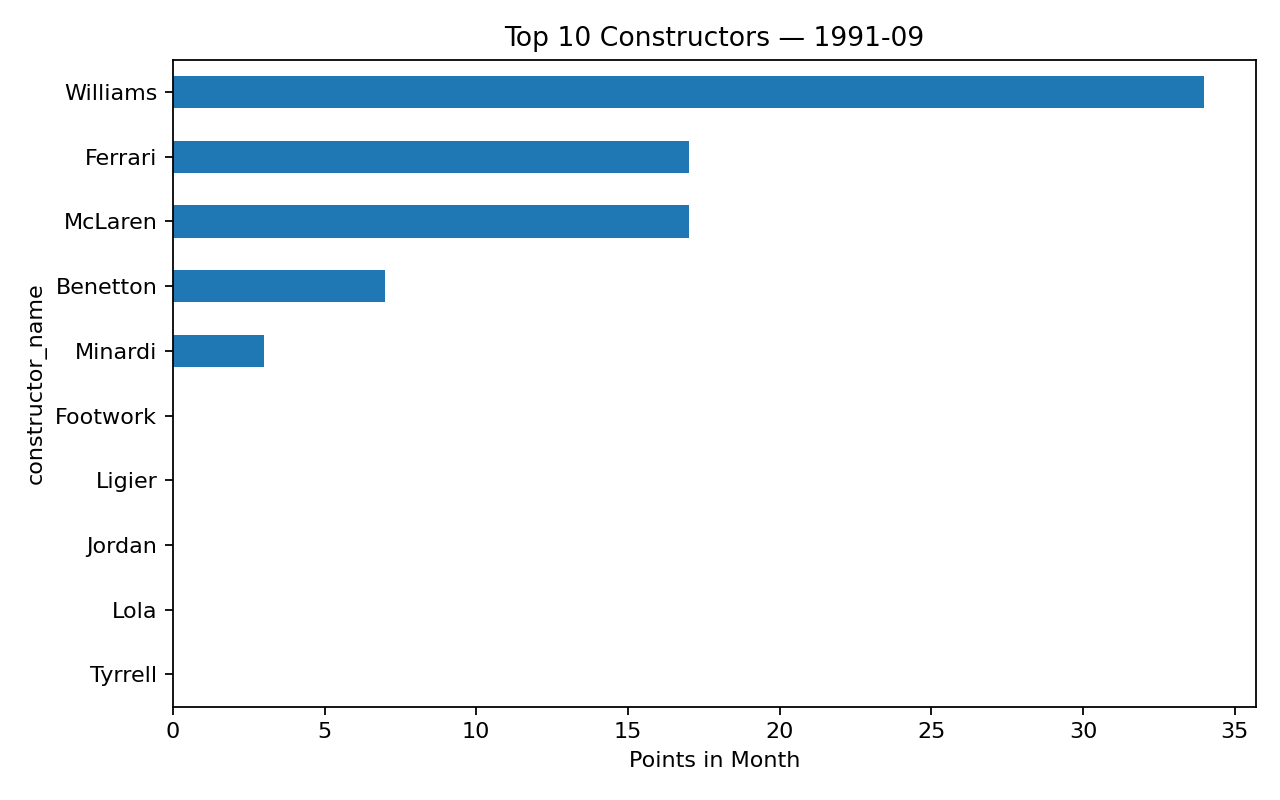 Top 10 Constructors — 1991-09
constructor_name
Williams
Ferrari
McLaren
Benetton
Minardi
Footwork
Ligier
Jordan
Lola
Tyrrell
0 5 10 15 20 25 30 35
Points in Month